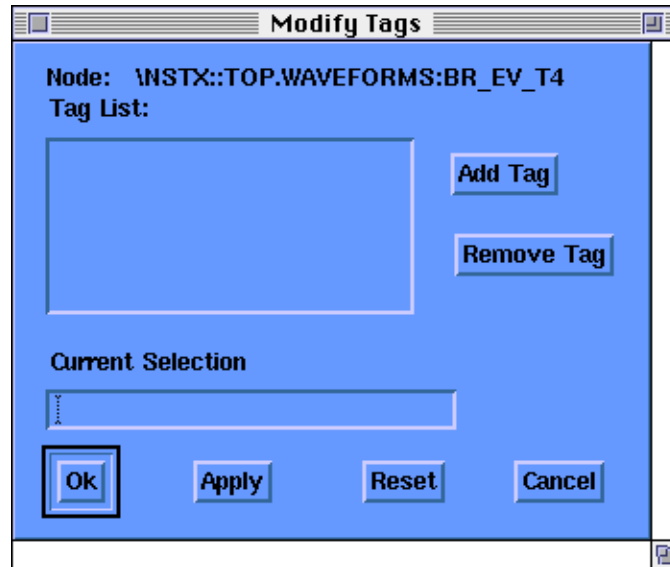 Modify Tags
Node: \NSTX::TOP.WAVEFORMS:BR_EV_T4
Tag List:
Add Tag
Remove Tag
Current Selection
Ok Apply Reset Cancel